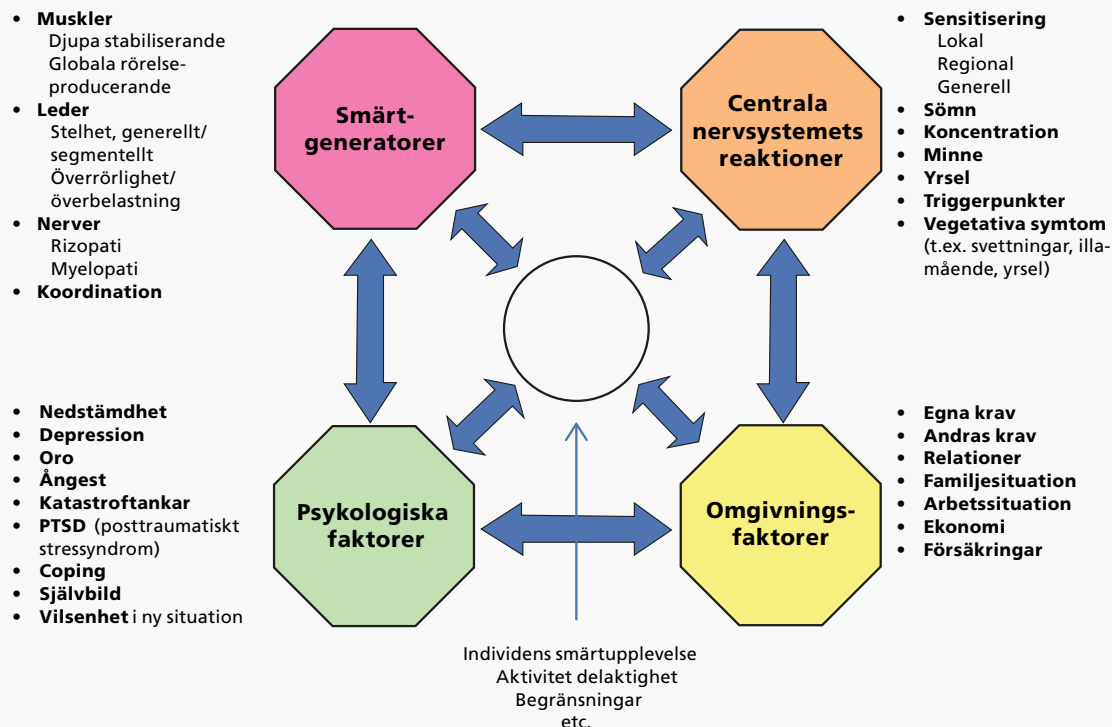 • Muskler
Djupa stabiliserande
Globala rörelse-
producerande
• Leder
Stelhet, generellt/
segmentellt
Överrörlighet/
överbelastning
• Nerver
Rizopati
Myelopati
• Koordination
Smärt-
generatorer
Centrala
nervsystemets
reaktioner
• Sensitisering
Lokal
Regional
Generell
• Sömn
• Koncentration
• Minne
• Yrsel
• Triggerpunkter
• Vegetativa symtom
(t.ex. svettningar, illa-
mående, yrsel)
• Nedstämdhet
• Depression
• Oro
• Ångest
• Katastroftankar
• PTSD (posttraumatiskt
stressyndrom)
• Coping
• Självbild
• Vilsenhet i ny situation
Psykologiska
faktorer
Omgivnings-
faktorer
• Egna krav
• Andras krav
• Relationer
• Familjesituation
• Arbetssituation
• Ekonomi
• Försäkringar
Individens smärtupplevelse
Aktivitet delaktighet
Begränsningar
etc.